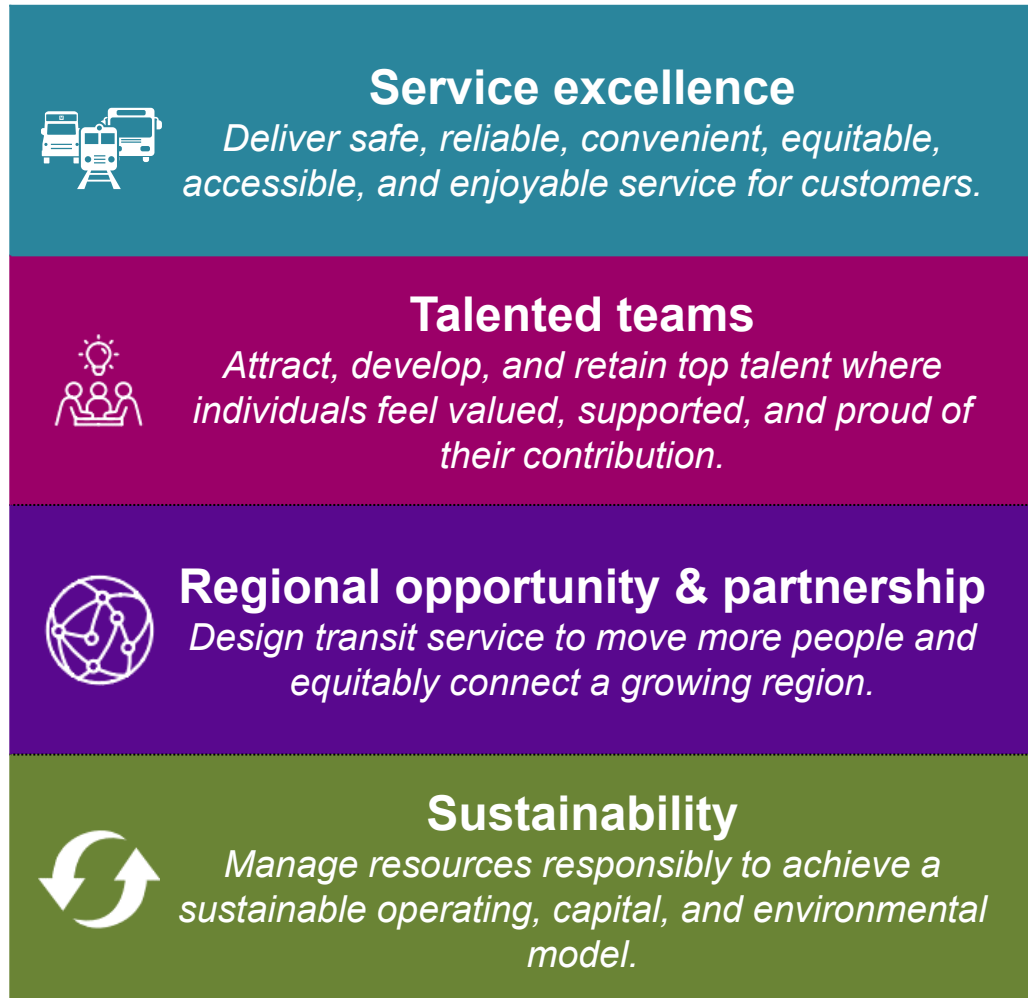 Service excellence
Deliver safe, reliable, convenient, equitable,
accessible, and enjoyable service for customers.
Talented teams
Attract, develop, and retain top talent where
individuals feel valued, supported, and proud of
their contribution.
Regional opportunity & partnership
Design transit service to move more people and
equitably connect a growing region.
Sustainability
Manage resources responsibly to achieve a
sustainable operating, capital, and environmental
model.